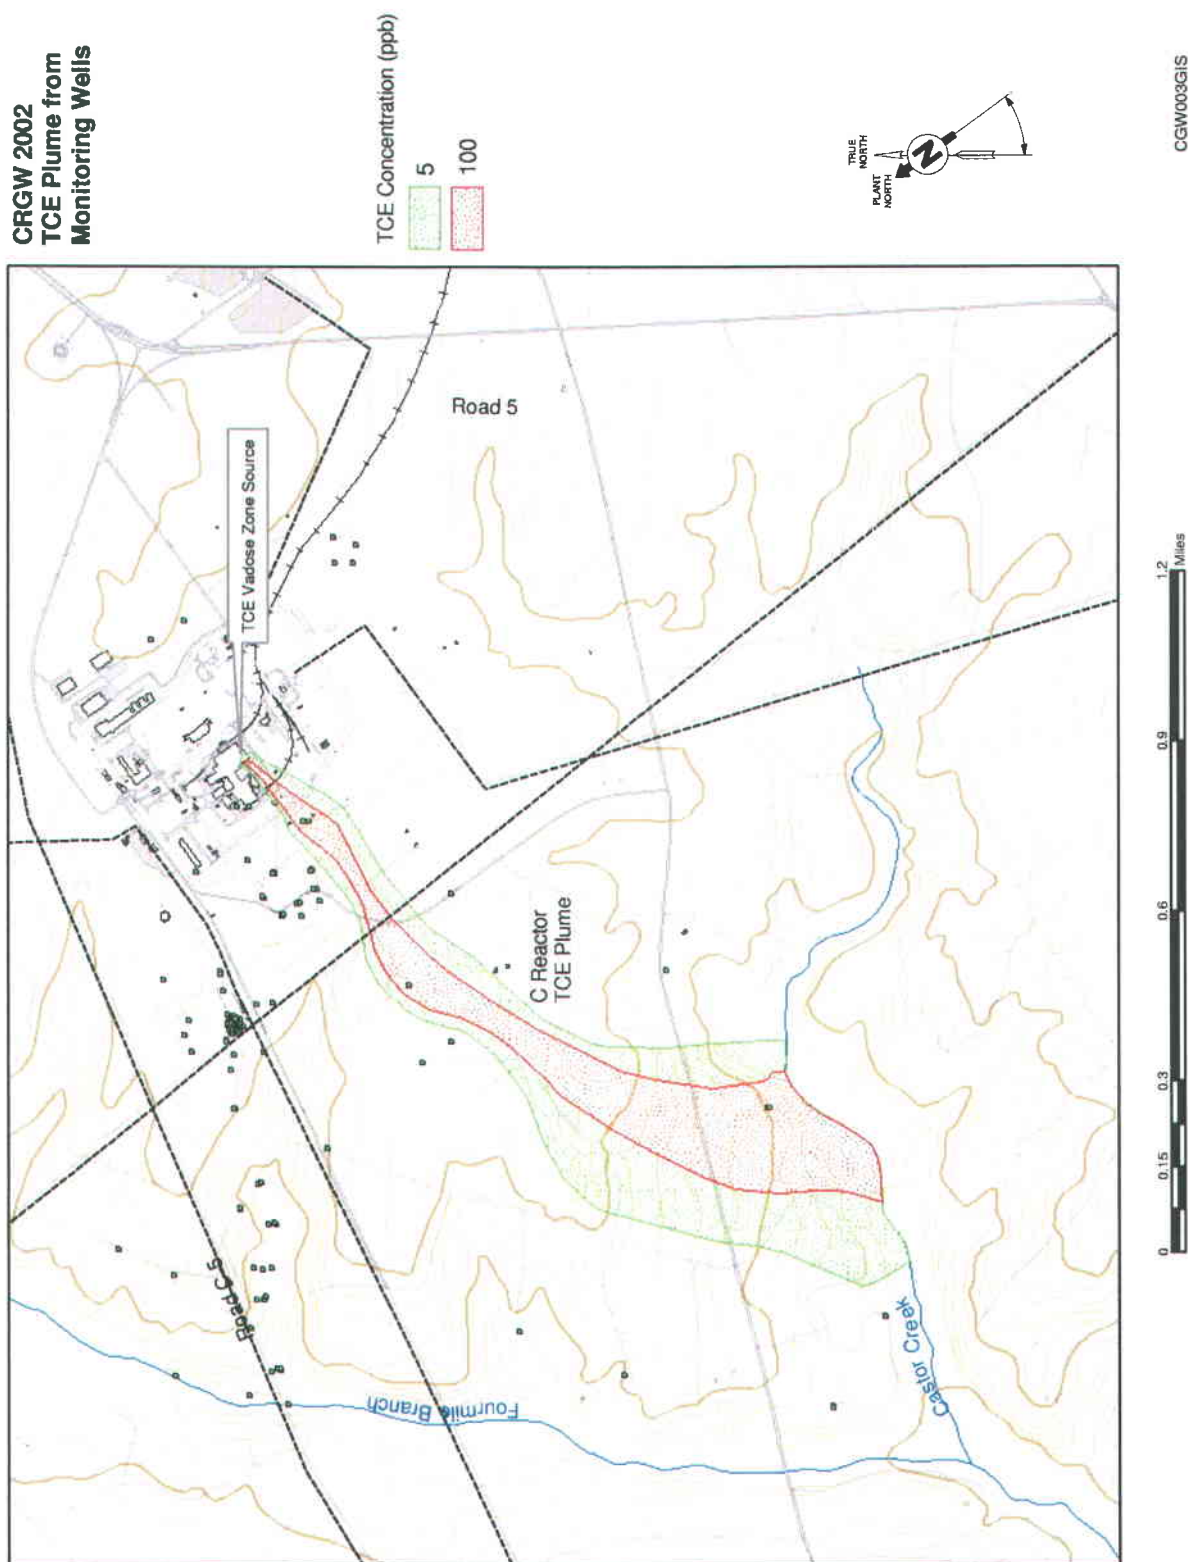 CRGW 2002
TCE Plume from
Monitoring Wells
TCE Concentration (ppb)
5
100
TRUE
NORTH
PLANT
NORTH
N
TCE Vadose Zone Source
Road 5
C Reactor
TCE Plume
Road C-5
Fourmile Branch
Castor Creek
0
0.15
0.3
0.6
0.9
1.2
Miles
CGW003GIS